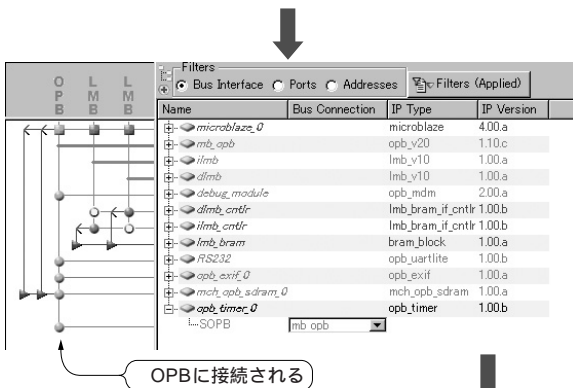 Filters
Bus Interface Ports Addresses Filters (Applied)
OPB LMB LMB
Name Bus Connection IP Type IP Version
microblaze_0 microblaze 4.00.a
mb_opb opb_v20 1.10.c
ilmb lmb_v10 1.00.a
dlmb lmb_v10 1.00.a
debug_module opb_mdm 2.00.a
dlmb_cntlr lmb_bram_if_cntlr 1.00.b
ilmb_cntlr lmb_bram_if_cntlr 1.00.b
lmb_bram bram_block 1.00.a
RS232 opb_uartlite 1.00.b
opb_exif_0 opb_exif 1.00.a
mch_opb_sdram_0 mch_opb_sdram 1.00.a
opb_timer_0 opb_timer 1.00.b
SOPB mb opb
OPBに接続される